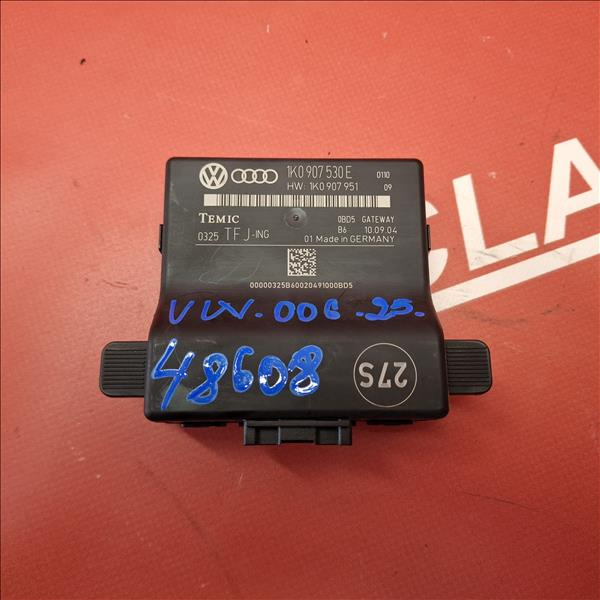 1K0 907 530 E 0110
HW: 1K0 907 951 09
TEMIC 0BD5 GATEWAY
0325 TFJ-ING B6 10.09.04
01 Made in GERMANY
00000325B60020491000BD5
VW.006.25.
48608
27S
CLA